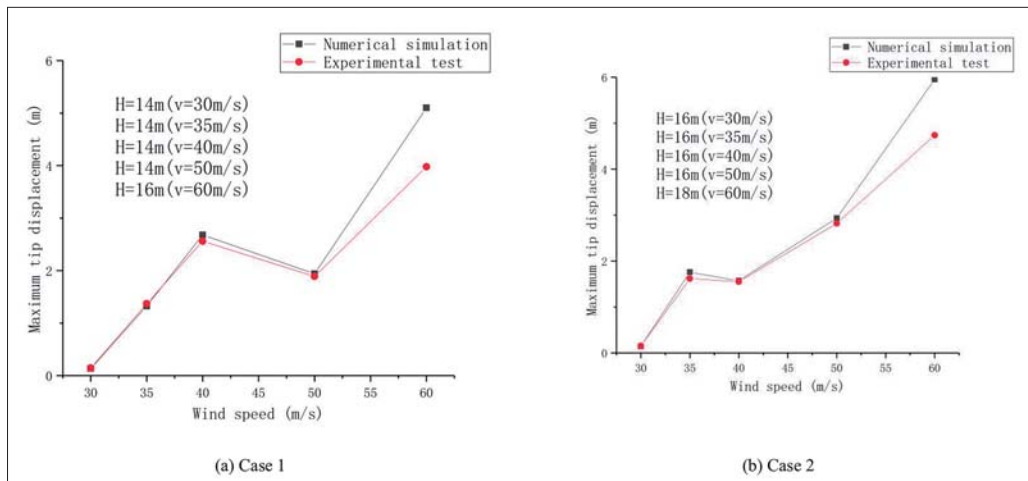 Numerical simulation
Experimental test
6
4
2
0
Maximum tip displacement (m)
H=14m(v=30m/s)
H=14m(v=35m/s)
H=14m(v=40m/s)
H=14m(v=50m/s)
H=16m(v=60m/s)
30 35 40 45 50 55 60
Wind speed (m/s)
(a) Case 1
Numerical simulation
Experimental test
6
4
2
0
Maximum tip displacement (m)
H=16m(v=30m/s)
H=16m(v=35m/s)
H=16m(v=40m/s)
H=16m(v=50m/s)
H=18m(v=60m/s)
30 35 40 45 50 55 60
Wind speed (m/s)
(b) Case 2